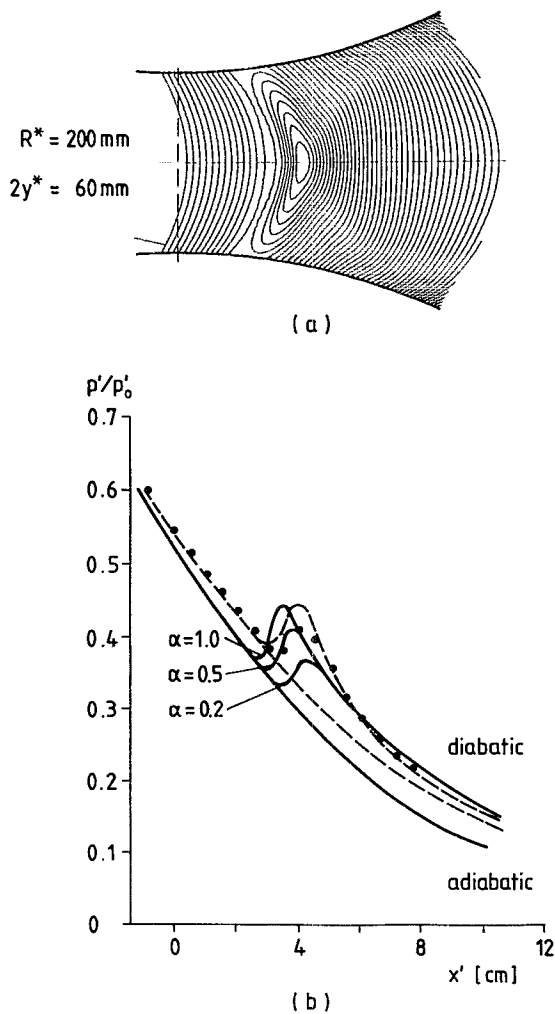 R* = 200 mm
2y* = 60 mm
(a)
p'/p'₀
0.7
0.6
0.5
0.4
0.3
0.2
0.1
0
α=1.0
α=0.5
α=0.2
diabatic
adiabatic
0 4 8 12
x' [cm]
(b)